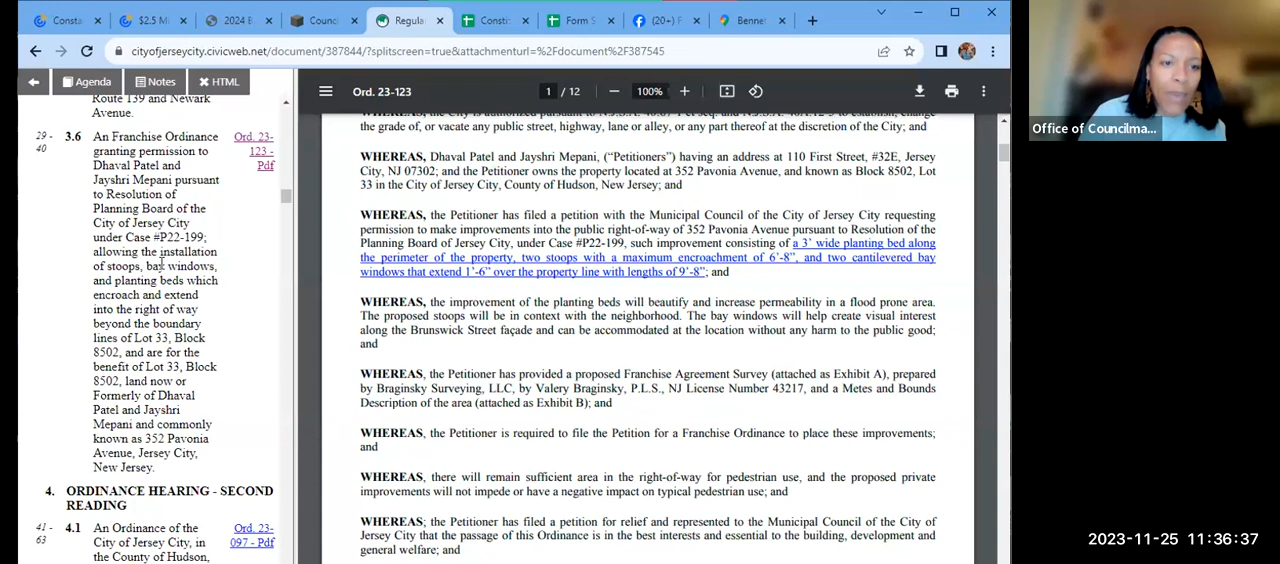 Consta
$2.5 M
2024 B
Counci
Regula
Consti
Form S
(20+) F
Bennet
cityofjerseycity.civicweb.net/document/387844/?splitscreen=true&attachmenturl=%2Fdocument%2F387545
Agenda
Notes
HTML
Route 139 and Newark
Avenue.
29 -
40
3.6
An Franchise Ordinance
granting permission to
Dhaval Patel and
Jayshri Mepani pursuant
to Resolution of
Planning Board of the
City of Jersey City
under Case #P22-199;
allowing the installation
of stoops, bay windows,
and planting beds which
encroach and extend
into the right of way
beyond the boundary
lines of Lot 33, Block
8502, and are for the
benefit of Lot 33, Block
8502, land now or
Formerly of Dhaval
Patel and Jayshri
Mepani and commonly
known as 352 Pavonia
Avenue, Jersey City,
New Jersey.
Ord. 23-
123 -
Pdf
4. ORDINANCE HEARING - SECOND
READING
41 -
63
4.1
An Ordinance of the
City of Jersey City, in
the County of Hudson,
Ord. 23-
097 - Pdf
Ord. 23-123
1 / 12
100%
the grade of, or vacate any public street, highway, lane or alley, or any part thereof at the discretion of the City; and
WHEREAS, Dhaval Patel and Jayshri Mepani, (“Petitioners”) having an address at 110 First Street, #32E, Jersey
City, NJ 07302; and the Petitioner owns the property located at 352 Pavonia Avenue, and known as Block 8502, Lot
33 in the City of Jersey City, County of Hudson, New Jersey; and
WHEREAS, the Petitioner has filed a petition with the Municipal Council of the City of Jersey City requesting
permission to make improvements into the public right-of-way of 352 Pavonia Avenue pursuant to Resolution of the
Planning Board of Jersey City, under Case #P22-199, such improvement consisting of a 3’ wide planting bed along
the perimeter of the property, two stoops with a maximum encroachment of 6’-8”, and two cantilevered bay
windows that extend 1’-6” over the property line with lengths of 9’-8”; and
WHEREAS, the improvement of the planting beds will beautify and increase permeability in a flood prone area.
The proposed stoops will be in context with the neighborhood. The bay windows will help create visual interest
along the Brunswick Street façade and can be accommodated at the location without any harm to the public good;
and
WHEREAS, the Petitioner has provided a proposed Franchise Agreement Survey (attached as Exhibit A), prepared
by Braginsky Surveying, LLC, by Valery Braginsky, P.L.S., NJ License Number 43217, and a Metes and Bounds
Description of the area (attached as Exhibit B); and
WHEREAS, the Petitioner is required to file the Petition for a Franchise Ordinance to place these improvements;
and
WHEREAS, there will remain sufficient area in the right-of-way for pedestrian use, and the proposed private
improvements will not impede or have a negative impact on typical pedestrian use; and
WHEREAS; the Petitioner has filed a petition for relief and represented to the Municipal Council of the City of
Jersey City that the passage of this Ordinance is in the best interests and essential to the building, development and
general welfare; and
Office of Councilma...
2023-11-25 11:36:37